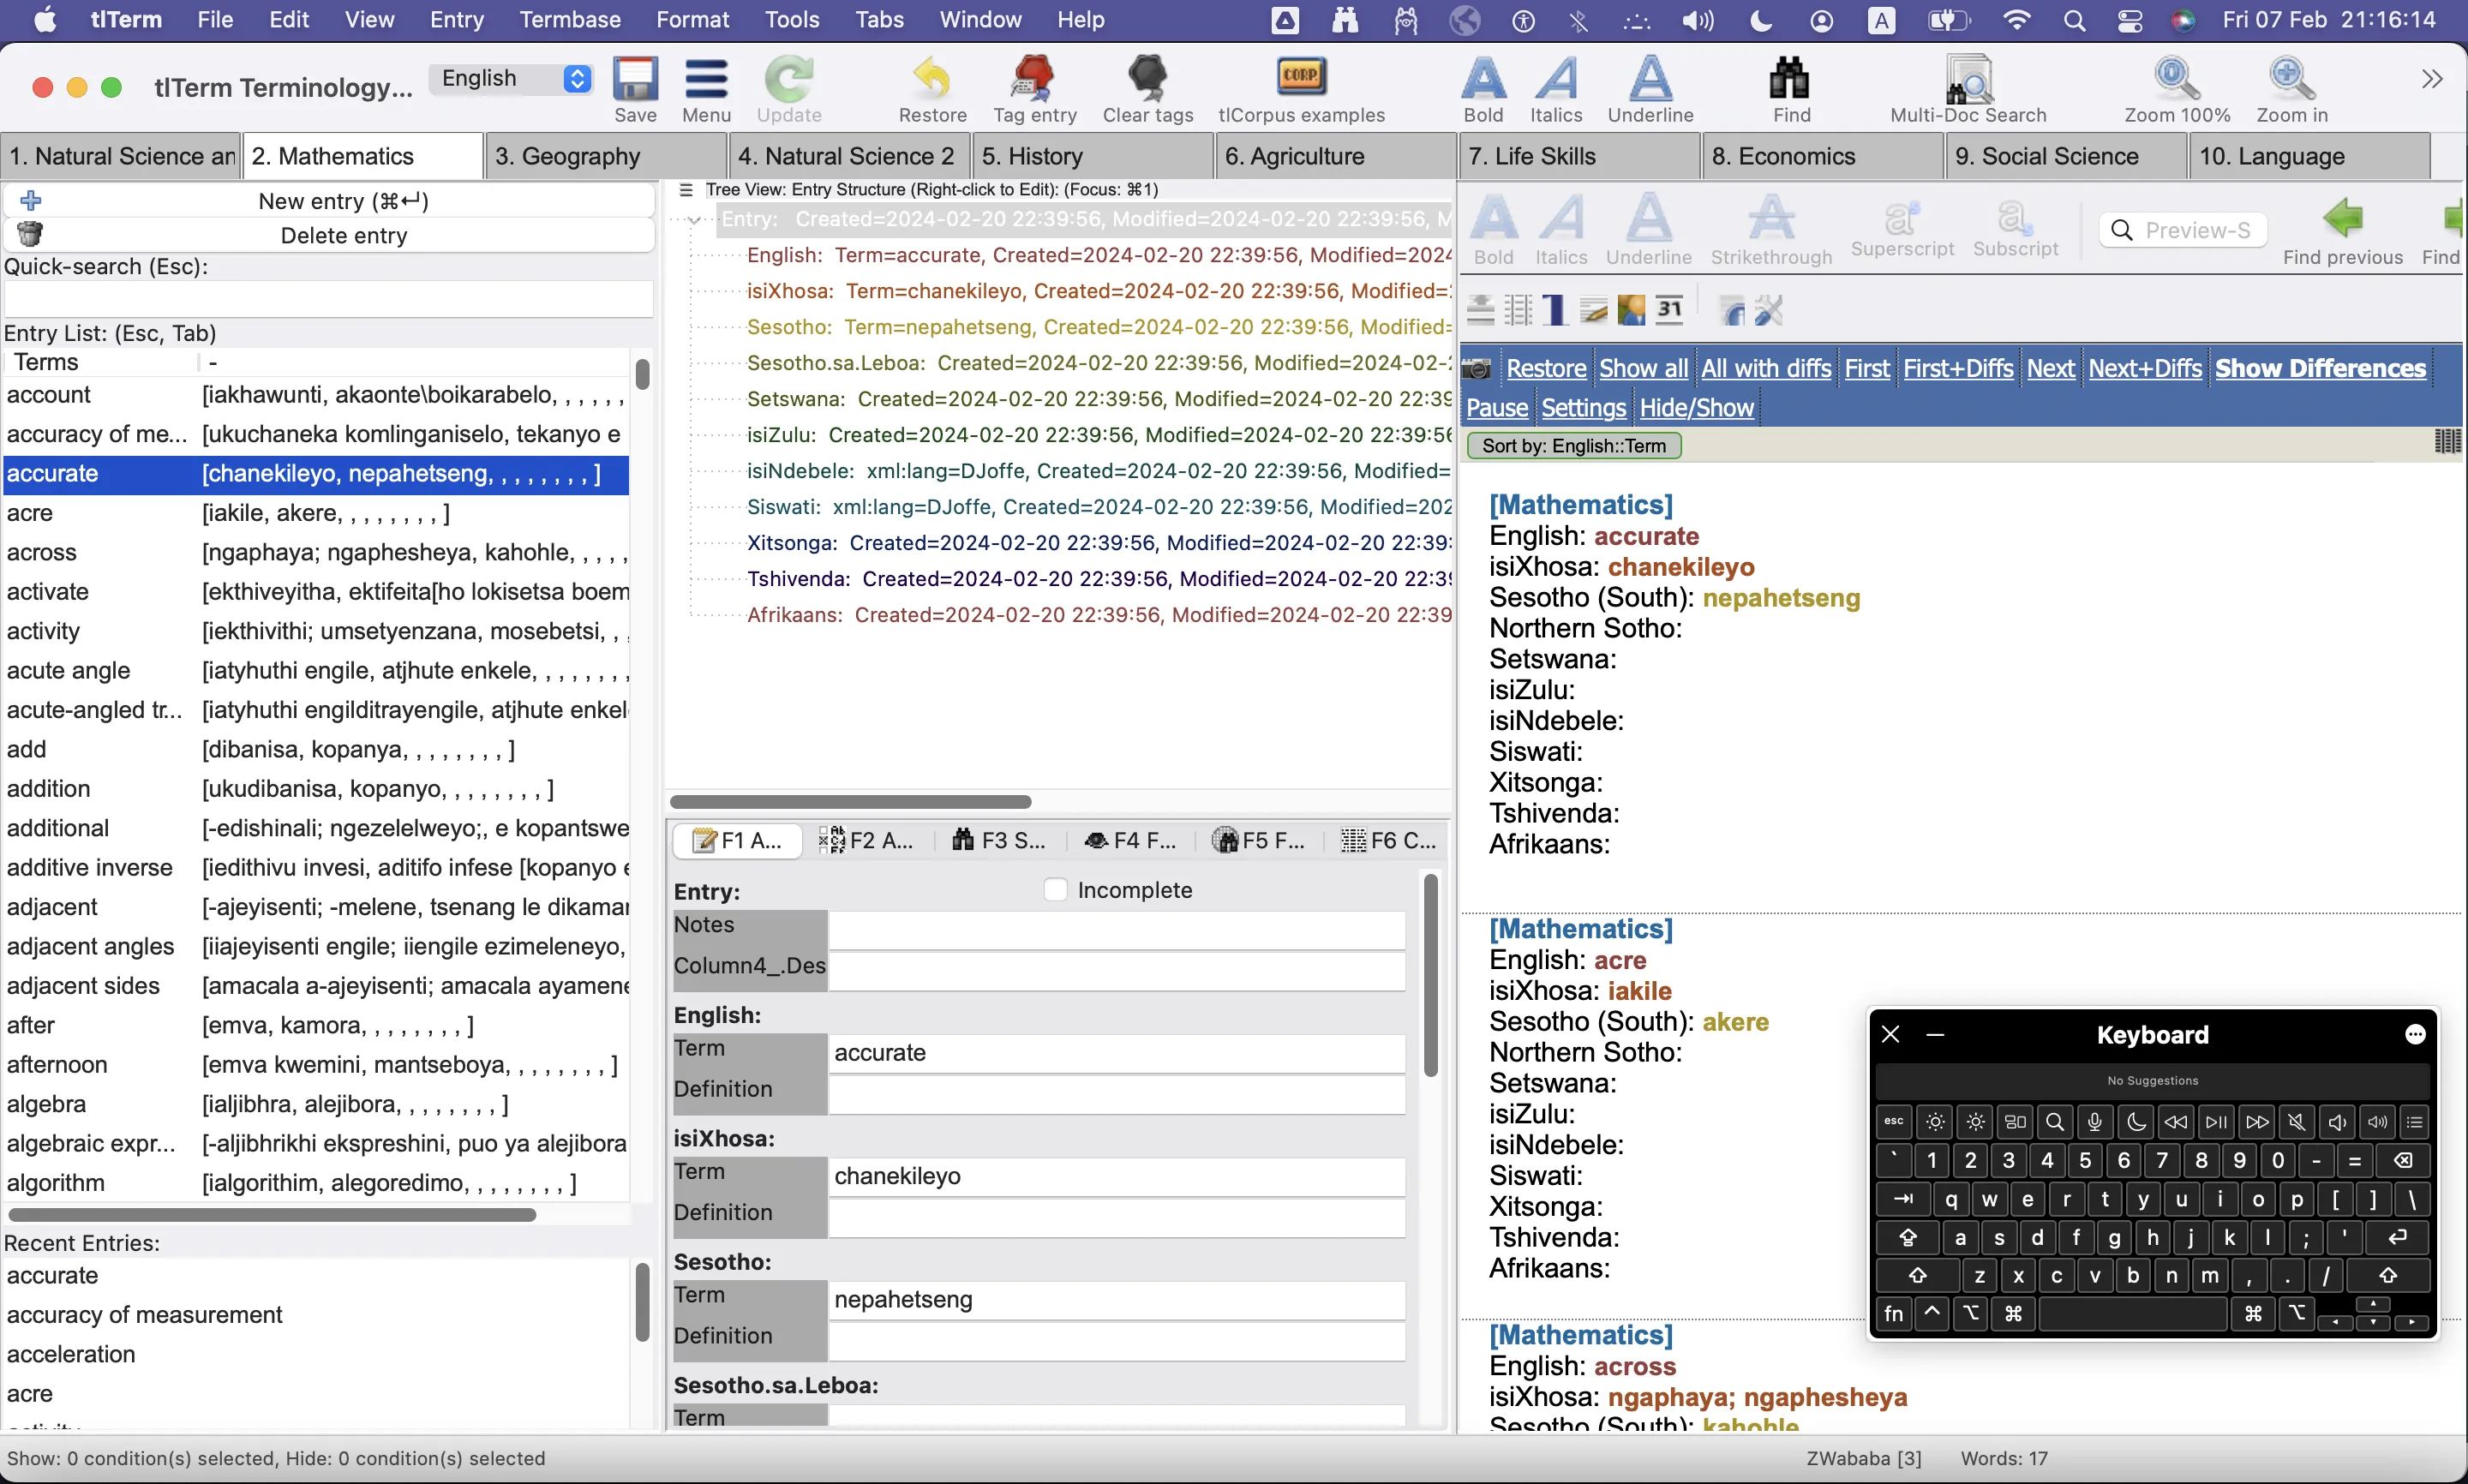 tlTerm File Edit View Entry Termbase Format Tools Tabs Window Help A Fri 07 Feb 21:16:14
tlTerm Terminology... English
Save Menu Update Restore Tag entry Clear tags tlCorpus examples Bold Italics Underline Find Multi-Doc Search Zoom 100% Zoom in
1. Natural Science an 2. Mathematics 3. Geography 4. Natural Science 2 5. History 6. Agriculture 7. Life Skills 8. Economics 9. Social Science 10. Language
New entry (⌘↩)
Delete entry
Quick-search (Esc):
Entry List: (Esc, Tab)
Terms -
account [iakhawunti, akaonte\boikarabelo, , , , , ,
accuracy of me... [ukuchaneka komlinganiselo, tekanyo e
accurate [chanekileyo, nepahetseng, , , , , , , , ]
acre [iakile, akere, , , , , , , , ]
across [ngaphaya; ngaphesheya, kahohle, , , , ,
activate [ekthiveyitha, ektifeita[ho lokisetsa boem
activity [iekthivithi; umsetyenzana, mosebetsi, , ,
acute angle [iatyhuthi engile, atjhute enkele, , , , , , , ,
acute-angled tr... [iatyhuthi engilditrayengile, atjhute enkel
add [dibanisa, kopanya, , , , , , , , ]
addition [ukudibanisa, kopanyo, , , , , , , , ]
additional [-edishinali; ngezelelweyo;, e kopantswe
additive inverse [iedithivu invesi, aditifo infese [kopanyo e
adjacent [-ajeyisenti; -melene, tsenang le dikamar
adjacent angles [iiajeyisenti engile; iiengile ezimeleneyo,
adjacent sides [amacala a-ajeyisenti; amacala ayamene
after [emva, kamora, , , , , , , , ]
afternoon [emva kwemini, mantseboya, , , , , , , , ]
algebra [ialjibhra, alejibora, , , , , , , , ]
algebraic expr... [-aljibhrikhi ekspreshini, puo ya alejibora
algorithm [ialgorithim, alegoredimo, , , , , , , , ]
Recent Entries:
accurate
accuracy of measurement
acceleration
acre
Tree View: Entry Structure (Right-click to Edit): (Focus: ⌘1)
Entry: Created=2024-02-20 22:39:56, Modified=2024-02-20 22:39:56, M
English: Term=accurate, Created=2024-02-20 22:39:56, Modified=2024
isiXhosa: Term=chanekileyo, Created=2024-02-20 22:39:56, Modified=
Sesotho: Term=nepahetseng, Created=2024-02-20 22:39:56, Modified=
Sesotho.sa.Leboa: Created=2024-02-20 22:39:56, Modified=2024-02-
Setswana: Created=2024-02-20 22:39:56, Modified=2024-02-20 22:39
isiZulu: Created=2024-02-20 22:39:56, Modified=2024-02-20 22:39:56
isiNdebele: xml:lang=DJoffe, Created=2024-02-20 22:39:56, Modified=
Siswati: xml:lang=DJoffe, Created=2024-02-20 22:39:56, Modified=202
Xitsonga: Created=2024-02-20 22:39:56, Modified=2024-02-20 22:39:
Tshivenda: Created=2024-02-20 22:39:56, Modified=2024-02-20 22:39
Afrikaans: Created=2024-02-20 22:39:56, Modified=2024-02-20 22:39
F1 A... F2 A... F3 S... F4 F... F5 F... F6 C...
Entry: Incomplete
Notes
Column4_.Des
English:
Term accurate
Definition
isiXhosa:
Term chanekileyo
Definition
Sesotho:
Term nepahetseng
Definition
Sesotho.sa.Leboa:
Term
Bold Italics Underline Strikethrough Superscript Subscript Preview-S Find previous Find
31
Restore Show all All with diffs First First+Diffs Next Next+Diffs Show Differences
Pause Settings Hide/Show
Sort by: English::Term
[Mathematics]
English: accurate
isiXhosa: chanekileyo
Sesotho (South): nepahetseng
Northern Sotho:
Setswana:
isiZulu:
isiNdebele:
Siswati:
Xitsonga:
Tshivenda:
Afrikaans:
[Mathematics]
English: acre
isiXhosa: iakile
Sesotho (South): akere
Northern Sotho:
Setswana:
isiZulu:
isiNdebele:
Siswati:
Xitsonga:
Tshivenda:
Afrikaans:
[Mathematics]
English: across
isiXhosa: ngaphaya; ngaphesheya
Sesotho (South): kahohle
Keyboard
No Suggestions
esc
` 1 2 3 4 5 6 7 8 9 0 - =
q w e r t y u i o p [ ] \
a s d f g h j k l ; '
z x c v b n m , . /
fn ^ ⌥ ⌘ ⌘ ⌥
Show: 0 condition(s) selected, Hide: 0 condition(s) selected ZWababa [3] Words: 17